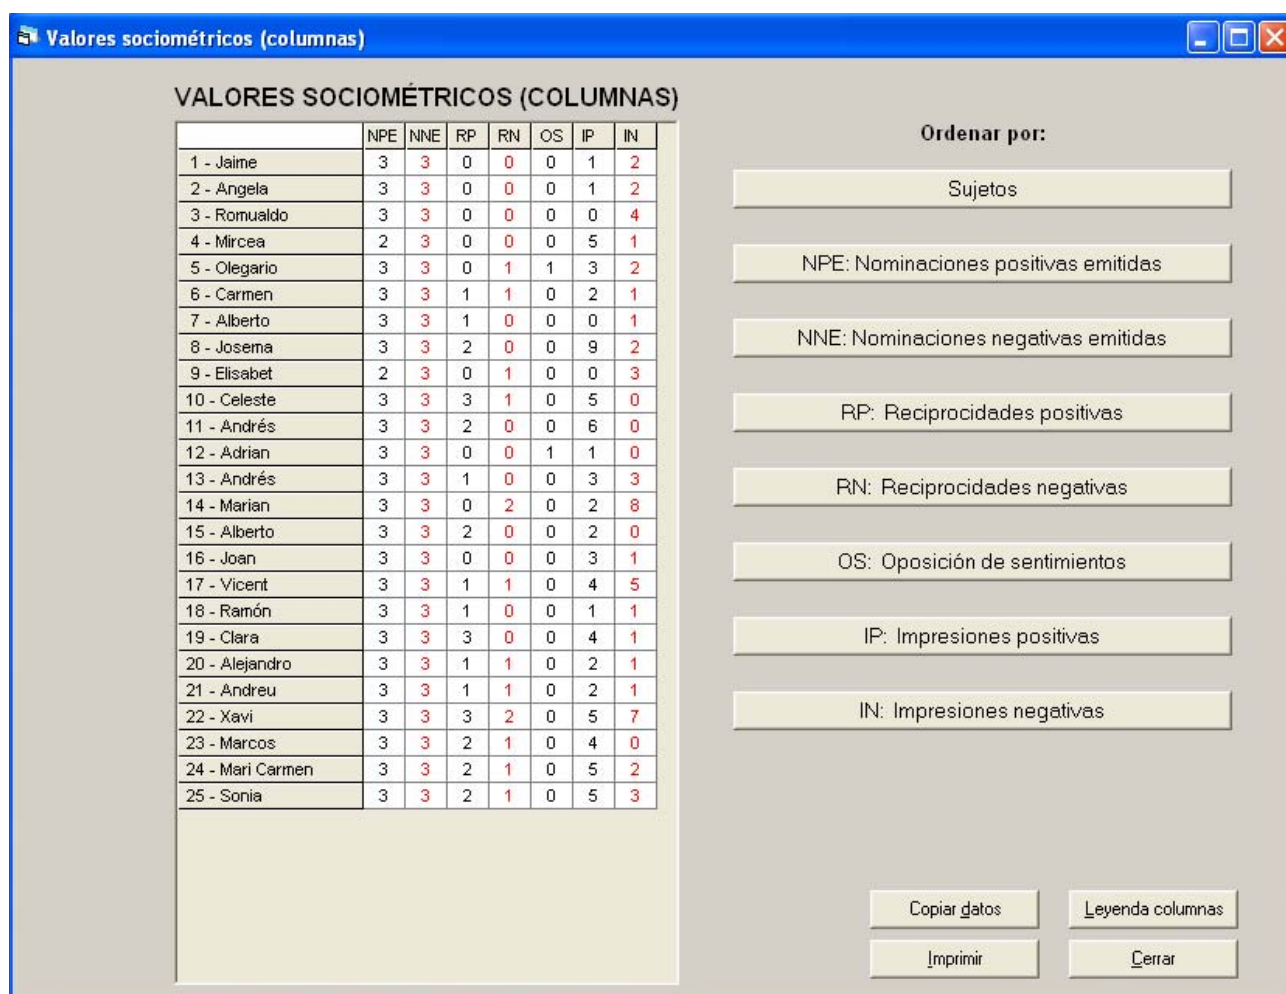 Valores sociométricos (columnas)
VALORES SOCIOMÉTRICOS (COLUMNAS)
NPE NNE RP RN OS IP IN
1 - Jaime 3 3 0 0 0 1 2
2 - Angela 3 3 0 0 0 1 2
3 - Romualdo 3 3 0 0 0 0 4
4 - Mircea 2 3 0 0 0 5 1
5 - Olegario 3 3 0 1 1 3 2
6 - Carmen 3 3 1 1 0 2 1
7 - Alberto 3 3 1 0 0 0 1
8 - Josema 3 3 2 0 0 9 2
9 - Elisabet 2 3 0 1 0 0 3
10 - Celeste 3 3 3 1 0 5 0
11 - Andrés 3 3 2 0 0 6 0
12 - Adrian 3 3 0 0 1 1 0
13 - Andrés 3 3 1 0 0 3 3
14 - Marian 3 3 0 2 0 2 8
15 - Alberto 3 3 2 0 0 2 0
16 - Joan 3 3 0 0 0 3 1
17 - Vicent 3 3 1 1 0 4 5
18 - Ramón 3 3 1 0 0 1 1
19 - Clara 3 3 3 0 0 4 1
20 - Alejandro 3 3 1 1 0 2 1
21 - Andreu 3 3 1 1 0 2 1
22 - Xavi 3 3 3 2 0 5 7
23 - Marcos 3 3 2 1 0 4 0
24 - Mari Carmen 3 3 2 1 0 5 2
25 - Sonia 3 3 2 1 0 5 3
Ordenar por:
Sujetos
NPE: Nominaciones positivas emitidas
NNE: Nominaciones negativas emitidas
RP: Reciprocidades positivas
RN: Reciprocidades negativas
OS: Oposición de sentimientos
IP: Impresiones positivas
IN: Impresiones negativas
Copiar datos
Leyenda columnas
Imprimir
Cerrar